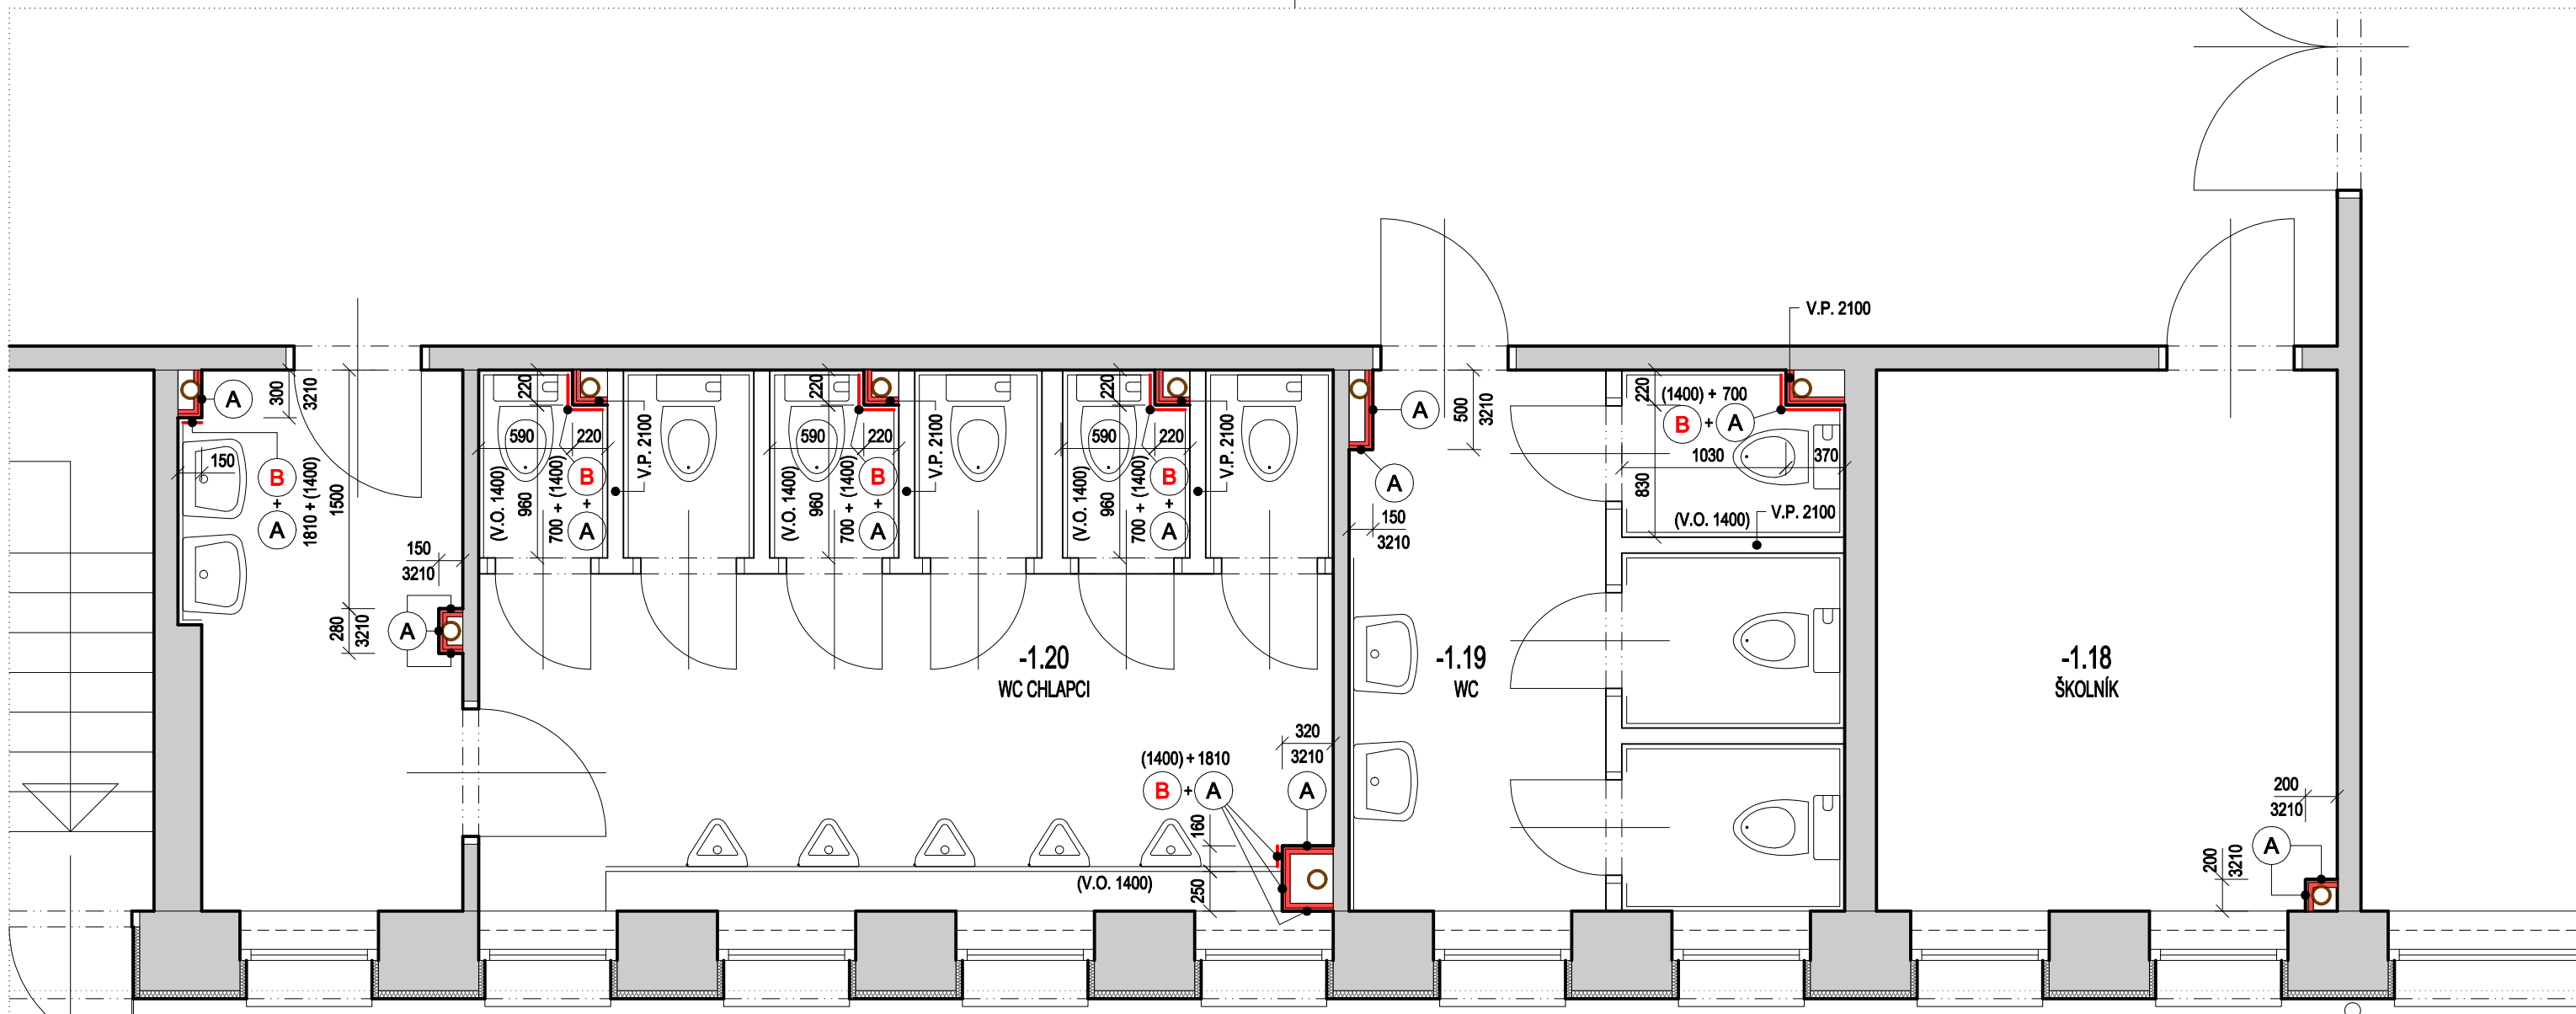 V.P. 2100
A
300
3210
150
B
+
A
1810 + (1400)
1500
150
3210
280
3210
A
220
590
220
(V.O. 1400)
960
700 + (1400)
B
+
A
V.P. 2100
220
590
220
(V.O. 1400)
960
700 + (1400)
B
+
A
V.P. 2100
220
590
220
(V.O. 1400)
960
700 + (1400)
B
+
A
V.P. 2100
-1.20
WC CHLAPCI
320
3210
(1400) + 1810
B + A
A
160
250
(V.O. 1400)
A
500
3210
A
150
3210
-1.19
WC
220
(1400) + 700
B + A
1030
370
830
(V.O. 1400)
V.P. 2100
-1.18
ŠKOLNÍK
200
3210
A
200
3210